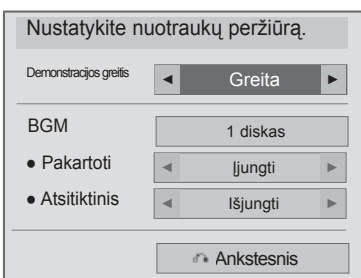 Nustatykite nuotraukų peržiūrą.
Demonstracijos greitis ◄ Greita ►
BGM 1 diskas
● Pakartoti ◄ Įjungti ►
● Atsitiktinis ◄ Išjungti ►
Ankstesnis